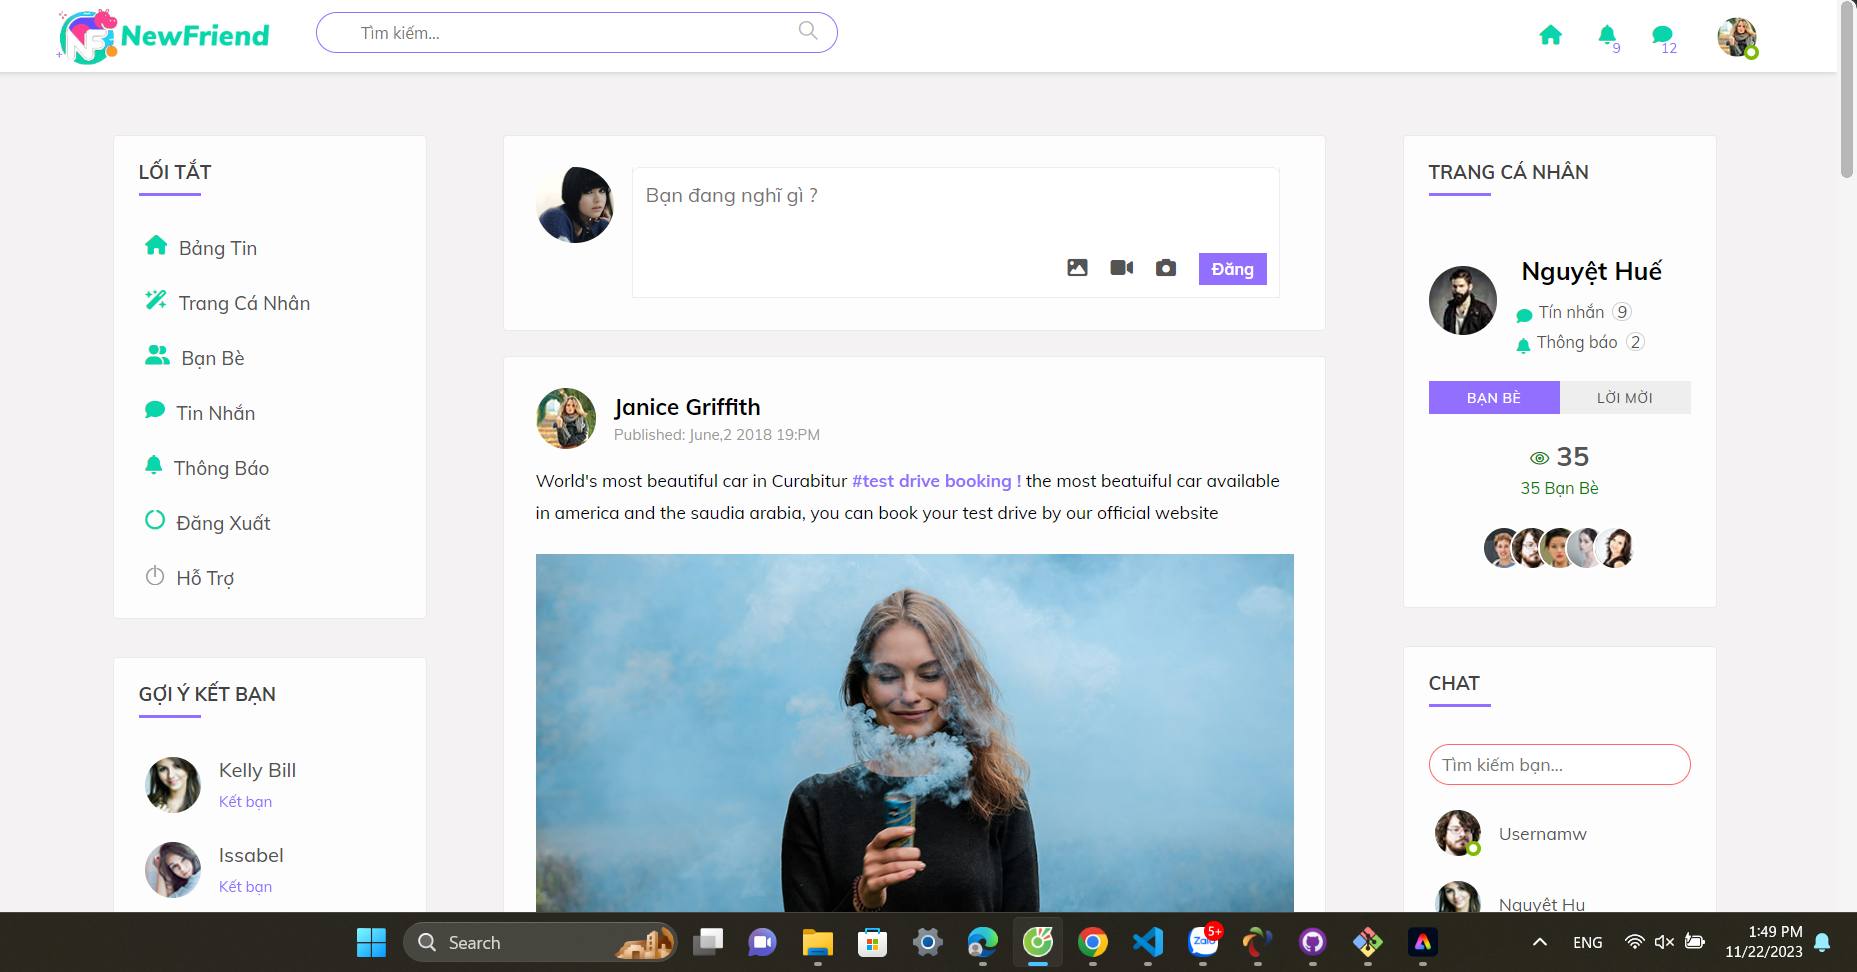 NF NewFriend
Tìm kiếm...
9
12
LỐI TẮT
Bảng Tin
Trang Cá Nhân
Bạn Bè
Tin Nhắn
Thông Báo
Đăng Xuất
Hỗ Trợ
GỢI Ý KẾT BẠN
Kelly Bill
Kết bạn
Issabel
Kết bạn
Bạn đang nghĩ gì ?
Đăng
Janice Griffith
Published: June,2 2018 19:PM
World's most beautiful car in Curabitur #test drive booking ! the most beatuiful car available
in america and the saudia arabia, you can book your test drive by our official website
TRANG CÁ NHÂN
Nguyệt Huế
Tín nhắn 9
Thông báo 2
BẠN BÈ
LỜI MỜI
35
35 Bạn Bè
CHAT
Tìm kiếm bạn...
Usernamw
Nguyệt Hu
Search
Zalo
5+
ENG
1:49 PM
11/22/2023